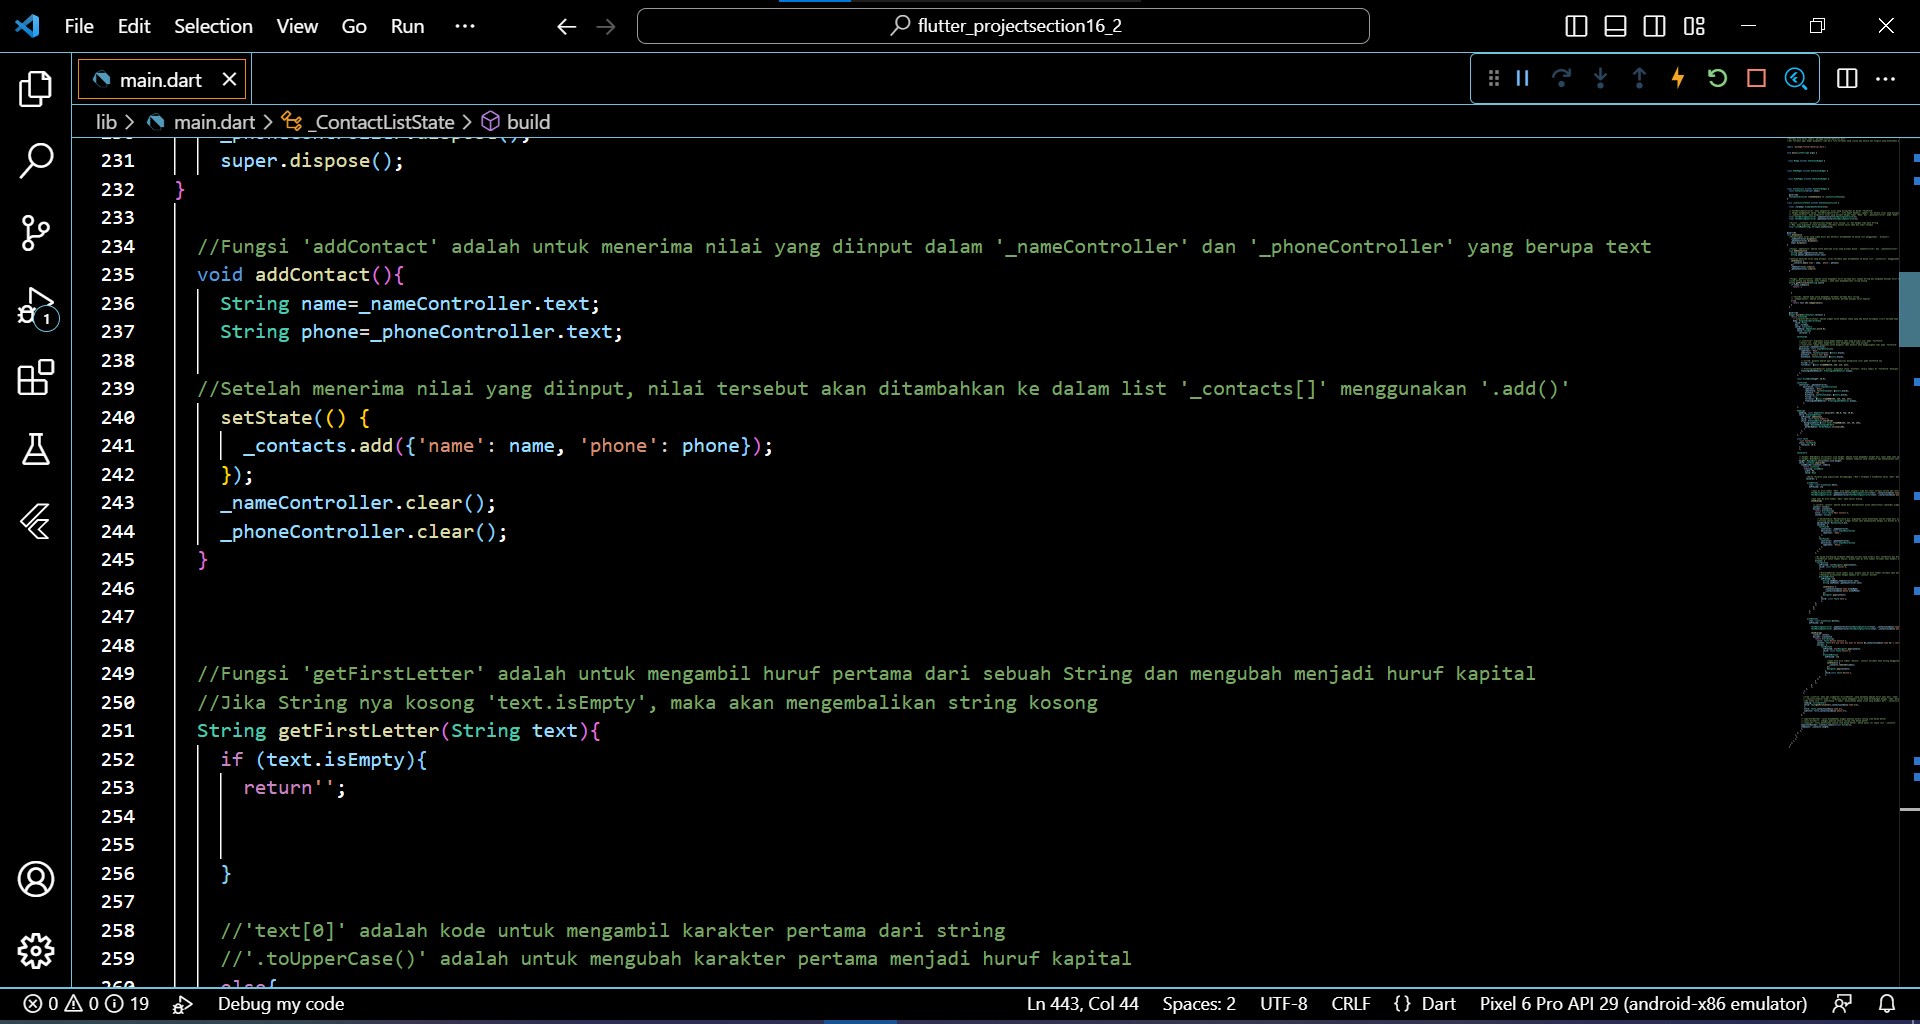 File Edit Selection View Go Run ··· flutter_projectsection16_2
main.dart
lib > main.dart > _ContactListState > build
231 super.dispose();
232 }
233
234 //Fungsi 'addContact' adalah untuk menerima nilai yang diinput dalam '_nameController' dan '_phoneController' yang berupa text
235 void addContact(){
236 String name=_nameController.text;
237 String phone=_phoneController.text;
238
239 //Setelah menerima nilai yang diinput, nilai tersebut akan ditambahkan ke dalam list '_contacts[]' menggunakan '.add()'
240 setState(() {
241 _contacts.add({'name': name, 'phone': phone});
242 });
243 _nameController.clear();
244 _phoneController.clear();
245 }
246
247
248
249 //Fungsi 'getFirstLetter' adalah untuk mengambil huruf pertama dari sebuah String dan mengubah menjadi huruf kapital
250 //Jika String nya kosong 'text.isEmpty', maka akan mengembalikan string kosong
251 String getFirstLetter(String text){
252 if (text.isEmpty){
253 return'';
254
255
256 }
257
258 //'text[0]' adalah kode untuk mengambil karakter pertama dari string
259 //'.toUpperCase()' adalah untuk mengubah karakter pertama menjadi huruf kapital
260 else{
1
0 0 19 Debug my code Ln 443, Col 44 Spaces: 2 UTF-8 CRLF {} Dart Pixel 6 Pro API 29 (android-x86 emulator)